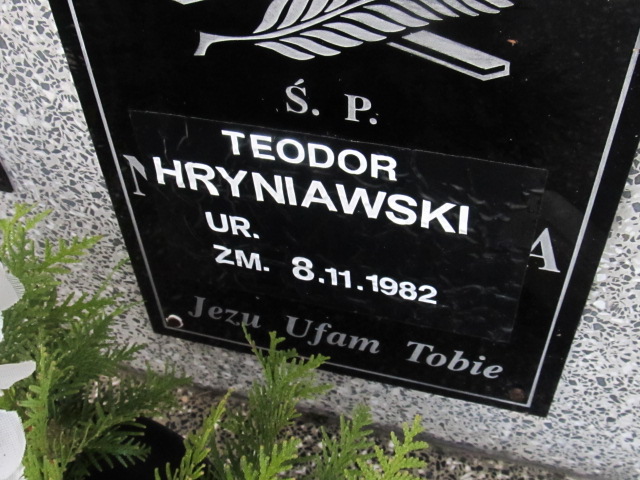 Ś. P.
TEODOR
HRYNIAWSKI
UR.
ZM. 8.11.1982
Jezu Ufam Tobie